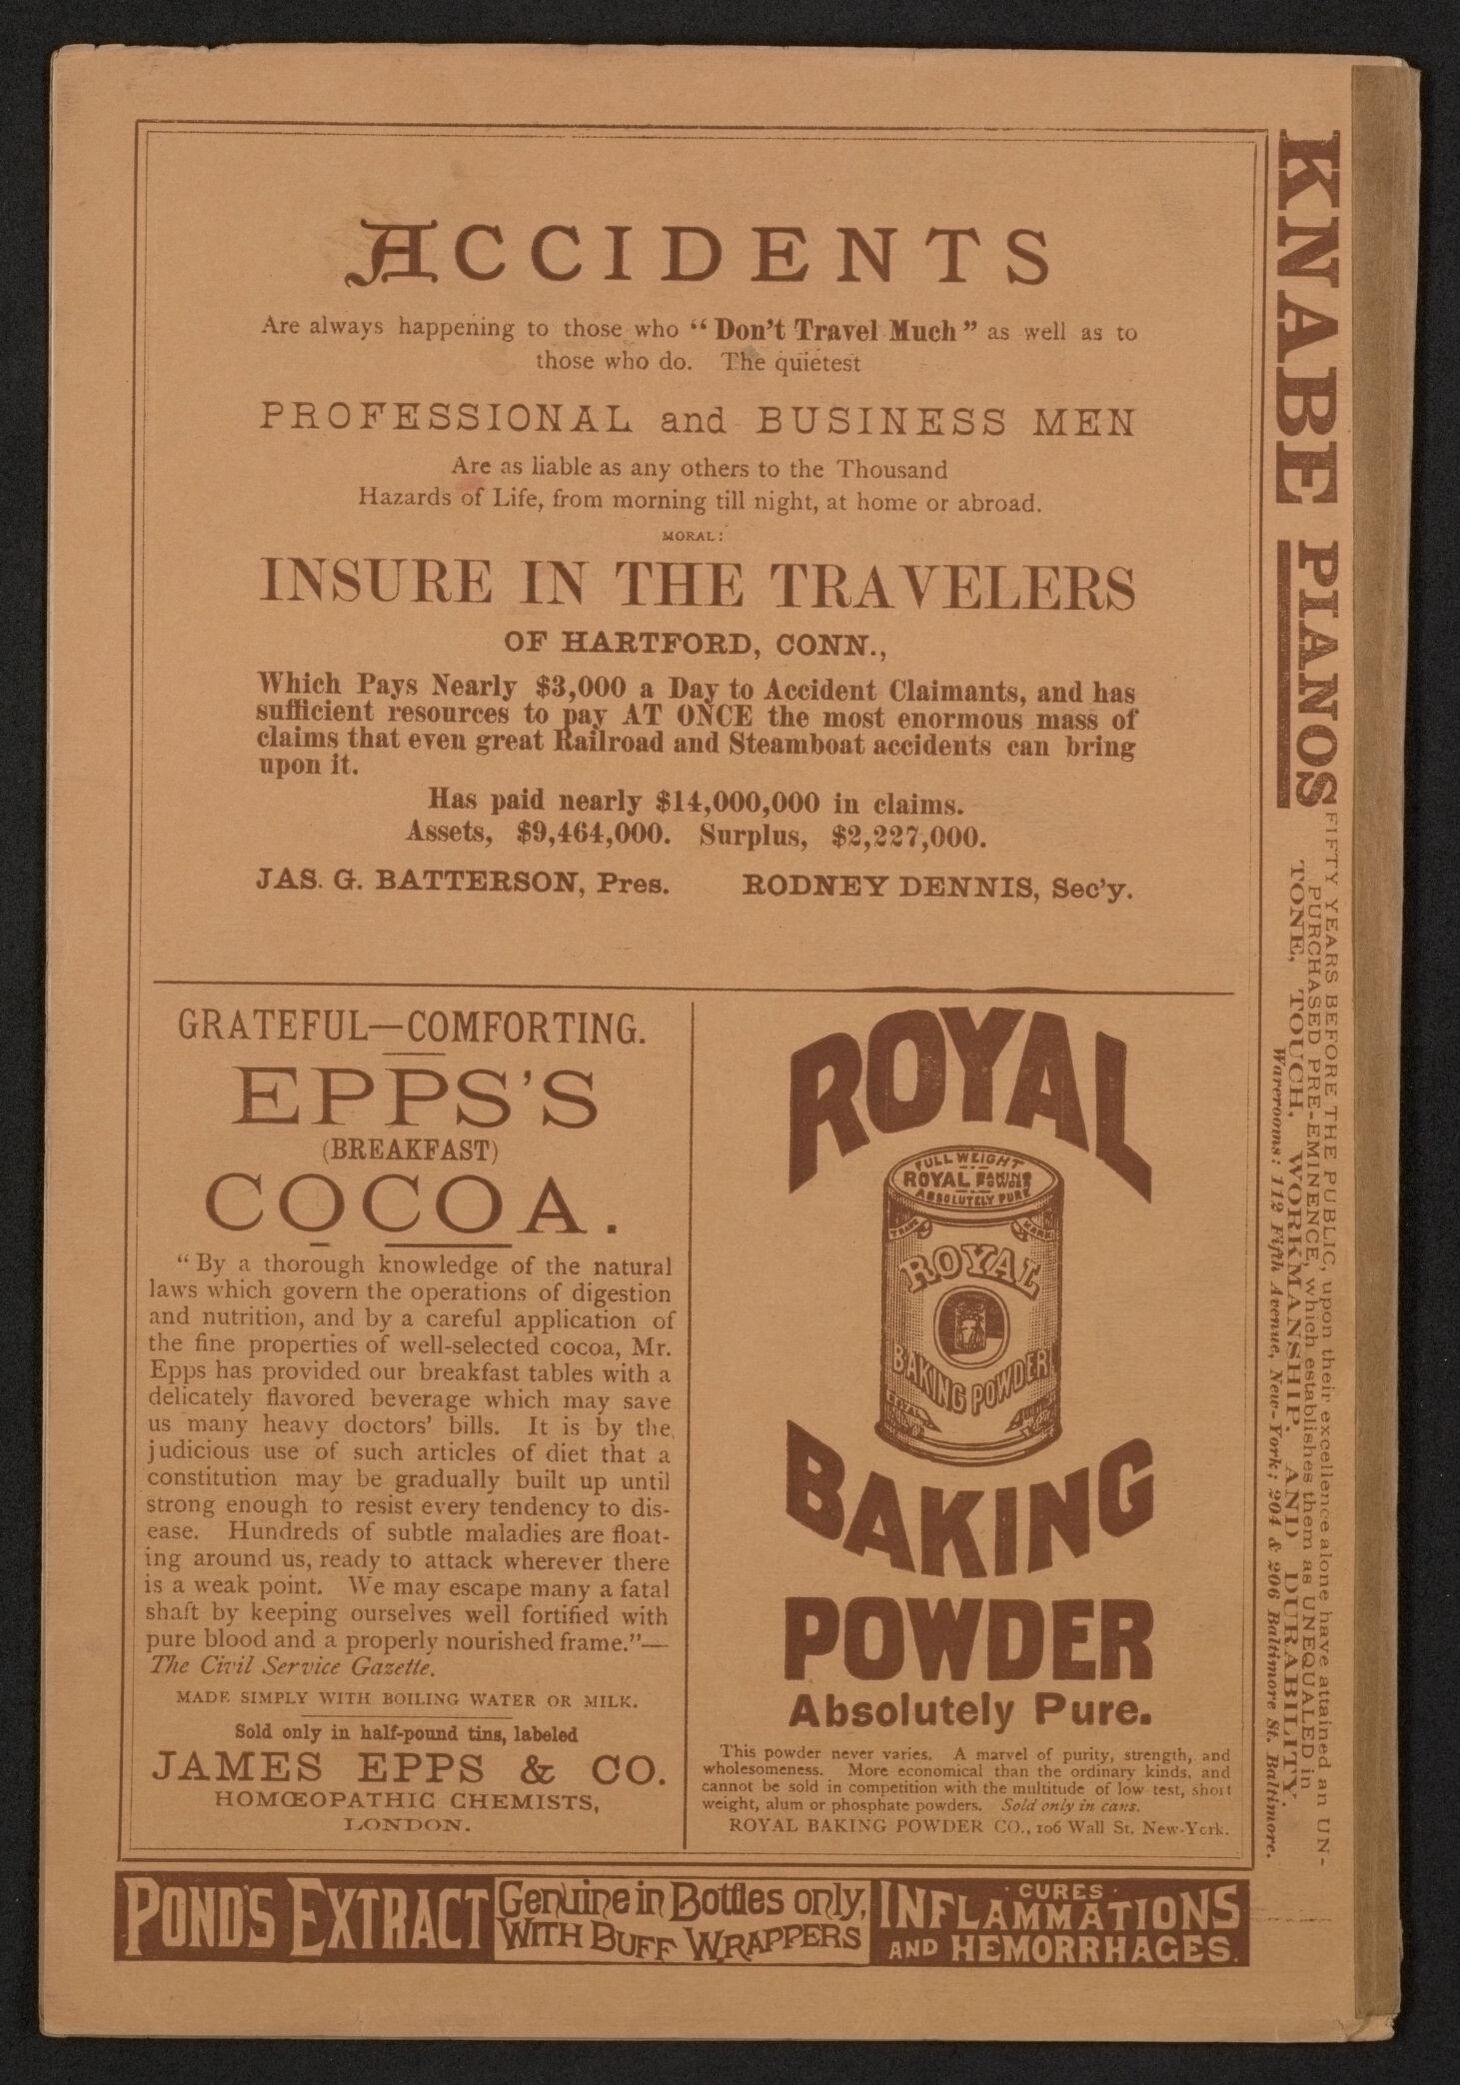 ACCIDENTS
Are always happening to those who "Don't Travel Much" as well as to
those who do. The quietest
PROFESSIONAL and BUSINESS MEN
Are as liable as any others to the Thousand
Hazards of Life, from morning till night, at home or abroad.
MORAL:
INSURE IN THE TRAVELERS
OF HARTFORD, CONN.,
Which Pays Nearly $3,000 a Day to Accident Claimants, and has
sufficient resources to pay AT ONCE the most enormous mass of
claims that even great Railroad and Steamboat accidents can bring
upon it.
Has paid nearly $14,000,000 in claims.
Assets, $9,464,000. Surplus, $2,227,000.
JAS. G. BATTERSON, Pres. RODNEY DENNIS, Sec'y.
GRATEFUL—COMFORTING.
EPPS'S
(BREAKFAST)
COCOA.
"By a thorough knowledge of the natural
laws which govern the operations of digestion
and nutrition, and by a careful application of
the fine properties of well-selected cocoa, Mr.
Epps has provided our breakfast tables with a
delicately flavored beverage which may save
us many heavy doctors' bills. It is by the
judicious use of such articles of diet that a
constitution may be gradually built up until
strong enough to resist every tendency to dis-
ease. Hundreds of subtle maladies are float-
ing around us, ready to attack wherever there
is a weak point. We may escape many a fatal
shaft by keeping ourselves well fortified with
pure blood and a properly nourished frame."—
The Civil Service Gazette.
MADE SIMPLY WITH BOILING WATER OR MILK.
Sold only in half-pound tins, labeled
JAMES EPPS & CO.
HOMŒOPATHIC CHEMISTS,
LONDON.
ROYAL
FULL WEIGHT
ROYAL BAKING POWDER
ABSOLUTELY PURE
TRADE MARK
ROYAL
BAKING POWDER
BAKING
POWDER
Absolutely Pure.
This powder never varies. A marvel of purity, strength, and
wholesomeness. More economical than the ordinary kinds, and
cannot be sold in competition with the multitude of low test, short
weight, alum or phosphate powders. Sold only in cans.
ROYAL BAKING POWDER CO., 106 Wall St. New-York.
KNABE PIANOS
FIFTY YEARS BEFORE THE PUBLIC, upon their excellence alone have attained an UN-
PURCHASED PRE-EMINENCE, which establishes them as UNEQUALED in
TONE, TOUCH, WORKMANSHIP, AND DURABILITY.
Warerooms: 112 Fifth Avenue, New-York; 204 & 206 Baltimore St. Baltimore.
POND'S EXTRACT
Genuine in Bottles only,
WITH BUFF WRAPPERS
CURES
INFLAMMATIONS
AND HEMORRHAGES.